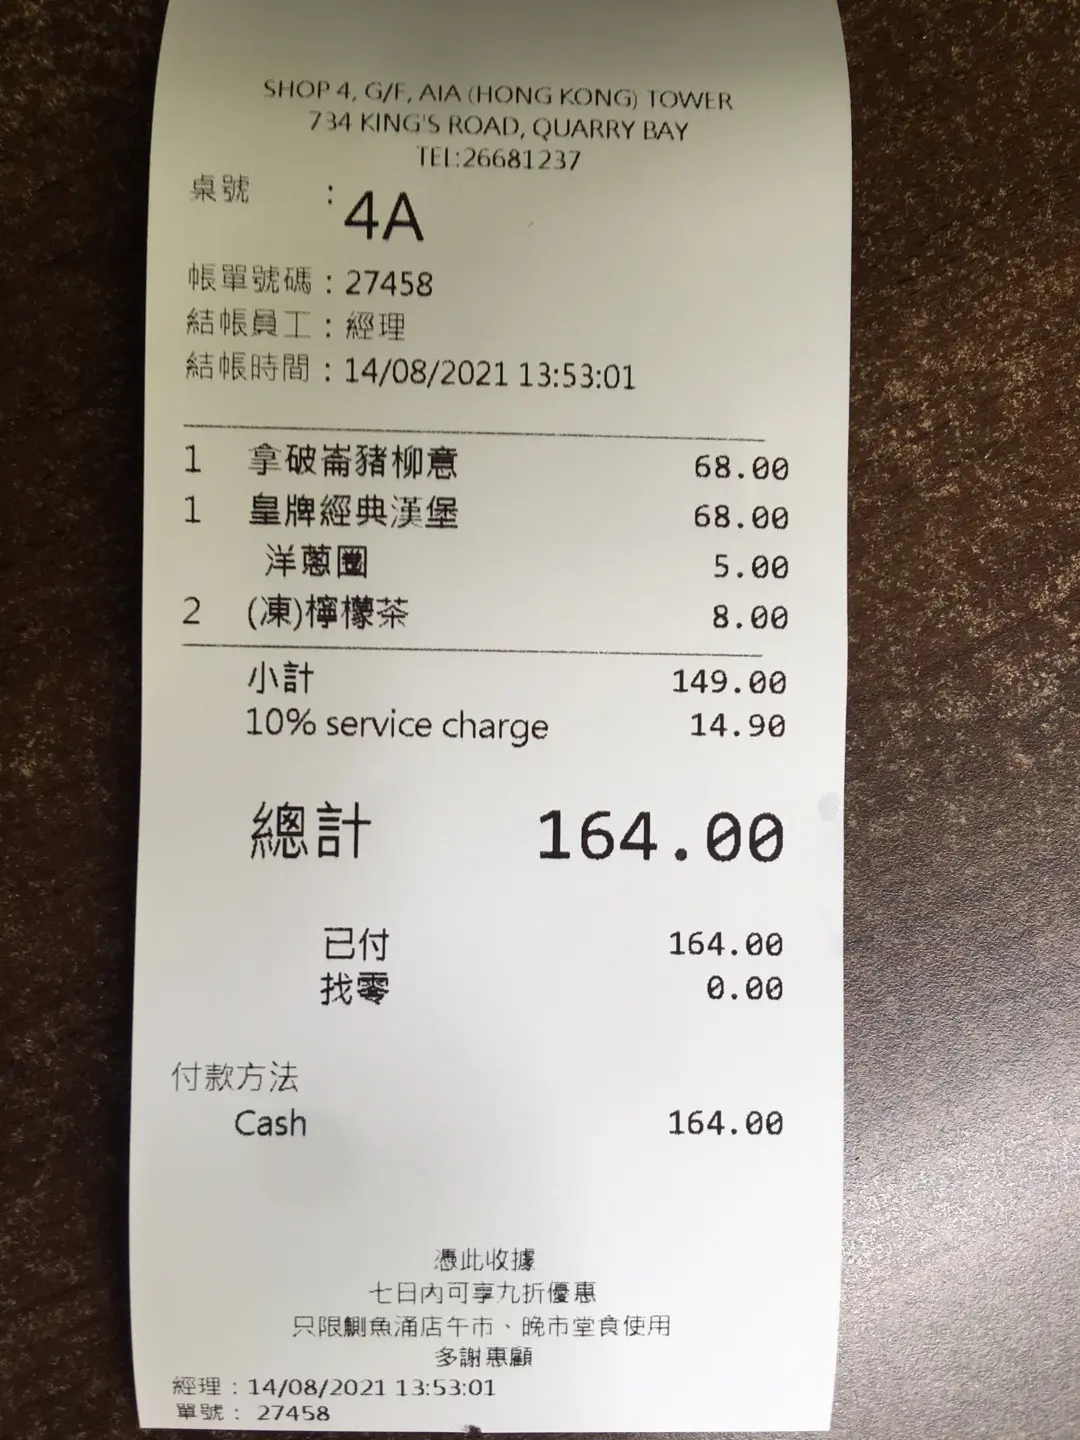 SHOP 4, G/F, AIA (HONG KONG) TOWER
734 KING'S ROAD, QUARRY BAY
TEL:26681237
桌號 : 4A
帳單號碼 : 27458
結帳員工 : 經理
結帳時間 : 14/08/2021 13:53:01
1 拿破崙豬柳意 68.00
1 皇牌經典漢堡 68.00
洋蔥圈 5.00
2 (凍)檸檬茶 8.00
小計 149.00
10% service charge 14.90
總計 164.00
已付 164.00
找零 0.00
付款方法
Cash 164.00
憑此收據
七日內可享九折優惠
只限鰂魚涌店午市、晚市堂食使用
多謝惠顧
經理 : 14/08/2021 13:53:01
單號 : 27458